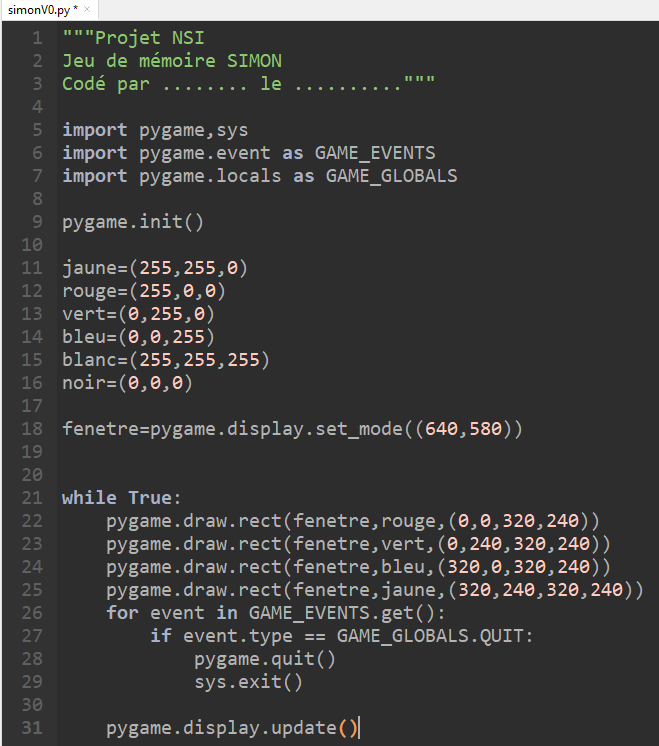 simonV0.py * ×
1 """Projet NSI
2 Jeu de mémoire SIMON
3 Codé par ........ le .........."""
4
5 import pygame,sys
6 import pygame.event as GAME_EVENTS
7 import pygame.locals as GAME_GLOBALS
8
9 pygame.init()
10
11 jaune=(255,255,0)
12 rouge=(255,0,0)
13 vert=(0,255,0)
14 bleu=(0,0,255)
15 blanc=(255,255,255)
16 noir=(0,0,0)
17
18 fenetre=pygame.display.set_mode((640,580))
19
20
21 while True:
22     pygame.draw.rect(fenetre,rouge,(0,0,320,240))
23     pygame.draw.rect(fenetre,vert,(0,240,320,240))
24     pygame.draw.rect(fenetre,bleu,(320,0,320,240))
25     pygame.draw.rect(fenetre,jaune,(320,240,320,240))
26     for event in GAME_EVENTS.get():
27         if event.type == GAME_GLOBALS.QUIT:
28             pygame.quit()
29             sys.exit()
30
31     pygame.display.update()